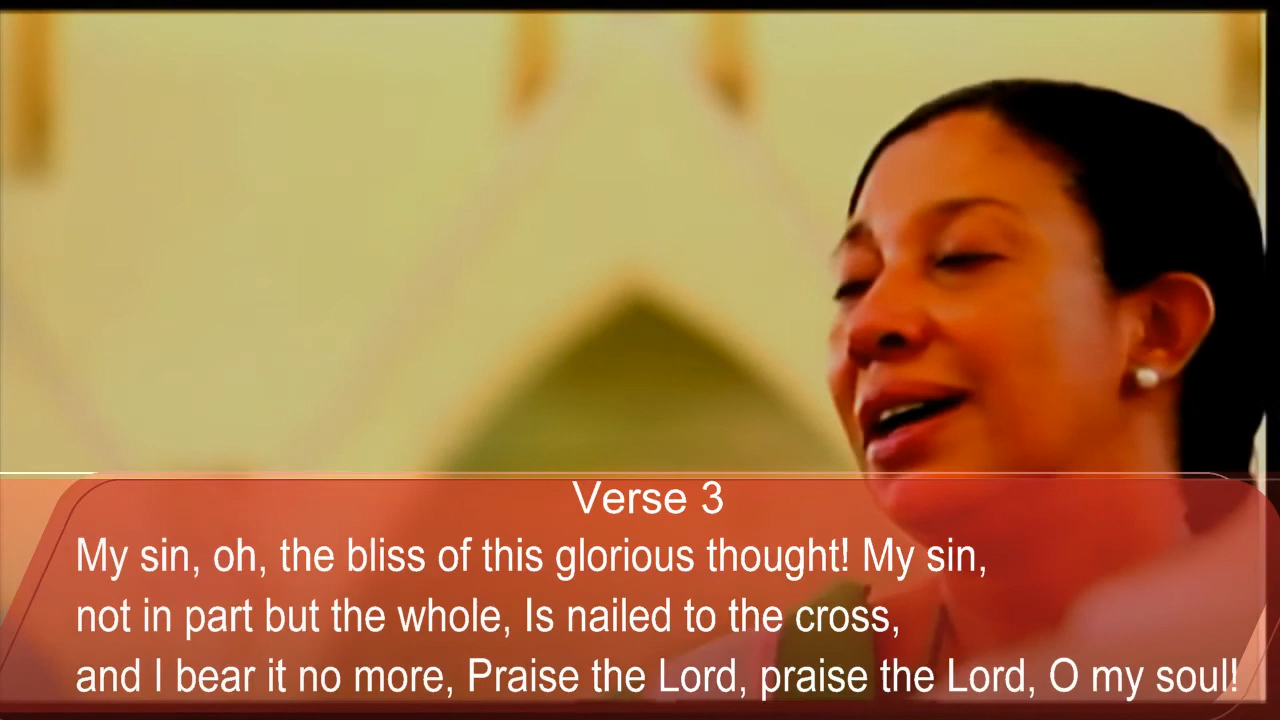 Verse 3
My sin, oh, the bliss of this glorious thought! My sin,
not in part but the whole, Is nailed to the cross,
and I bear it no more, Praise the Lord, praise the Lord, O my soul!